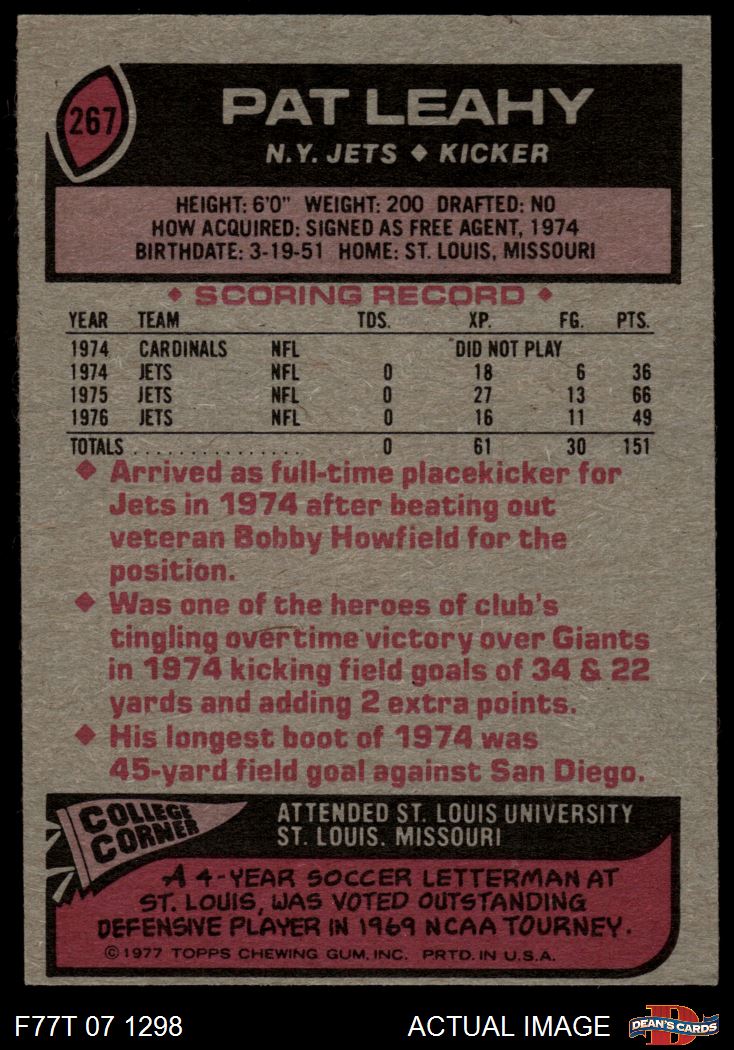 267
PAT LEAHY
N.Y. JETS ◆ KICKER
HEIGHT: 6'0" WEIGHT: 200 DRAFTED: NO
HOW ACQUIRED: SIGNED AS FREE AGENT, 1974
BIRTHDATE: 3-19-51 HOME: ST. LOUIS, MISSOURI
◆ SCORING RECORD ◆
YEAR TEAM TDS. XP. FG. PTS.
1974 CARDINALS NFL DID NOT PLAY
1974 JETS NFL 0 18 6 36
1975 JETS NFL 0 27 13 66
1976 JETS NFL 0 16 11 49
TOTALS . . . . . . . . . . . . . . . . 0 61 30 151
◆ Arrived as full-time placekicker for
Jets in 1974 after beating out
veteran Bobby Howfield for the
position.
◆ Was one of the heroes of club's
tingling overtime victory over Giants
in 1974 kicking field goals of 34 & 22
yards and adding 2 extra points.
◆ His longest boot of 1974 was
45-yard field goal against San Diego.
COLLEGE
CORNER
ATTENDED ST. LOUIS UNIVERSITY
ST. LOUIS. MISSOURI
A 4-YEAR SOCCER LETTERMAN AT
ST. LOUIS, WAS VOTED OUTSTANDING
DEFENSIVE PLAYER IN 1969 NCAA TOURNEY.
©1977 TOPPS CHEWING GUM, INC. PRTD. IN U.S.A.
F77T 07 1298 ACTUAL IMAGE D DEAN'S CARDS